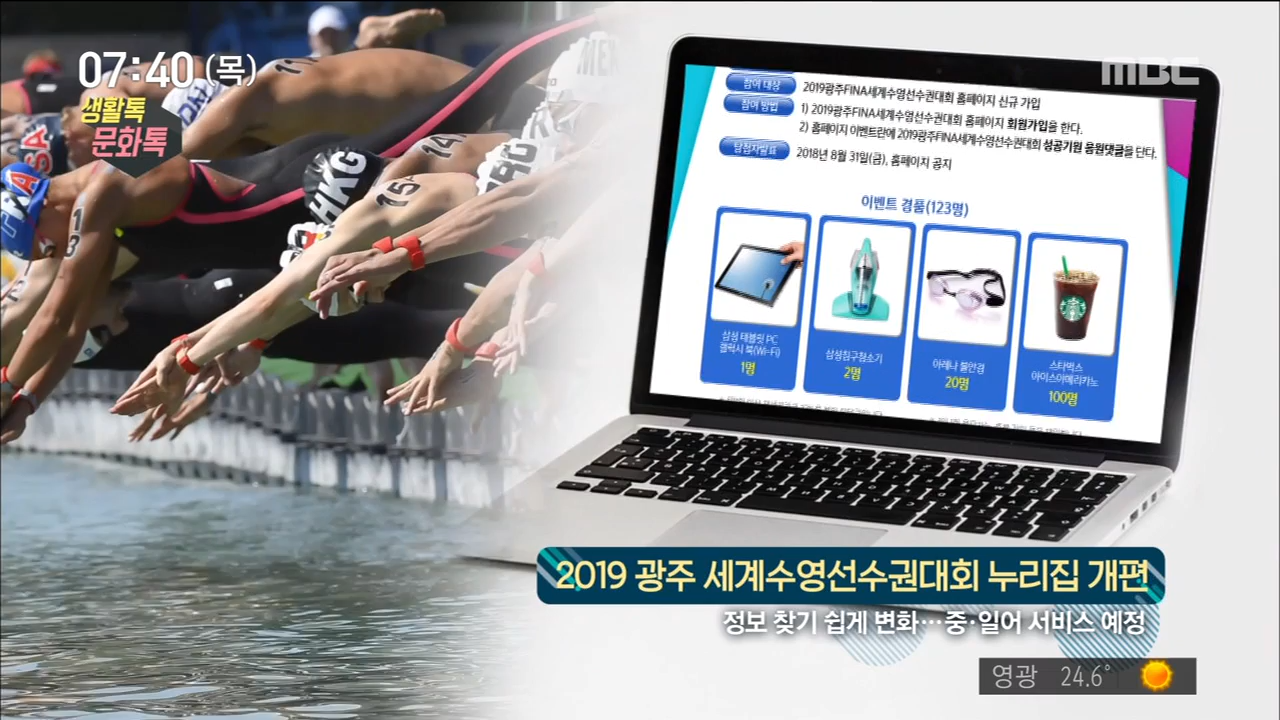 07:40 (목)
생활톡
문화톡
MBC
참여 대상
2019광주FINA세계수영선수권대회 홈페이지 신규 가입
참여 방법
1) 2019광주FINA세계수영선수권대회 홈페이지 회원가입을 한다.
2) 홈페이지 이벤트란에 2019광주FINA세계수영선수권대회 성공기원 응원댓글을 단다.
당첨자발표
2018년 8월 31일(금), 홈페이지 공지
이벤트 경품(123명)
삼성 태블릿 PC
갤럭시 북(Wi-Fi)
1명
삼성침구청소기
2명
아레나 물안경
20명
스타벅스
아이스아메리카노
100명
HKG
14
15
13
2019 광주 세계수영선수권대회 누리집 개편
정보 찾기 쉽게 변화…중·일어 서비스 예정
영광 24.6°